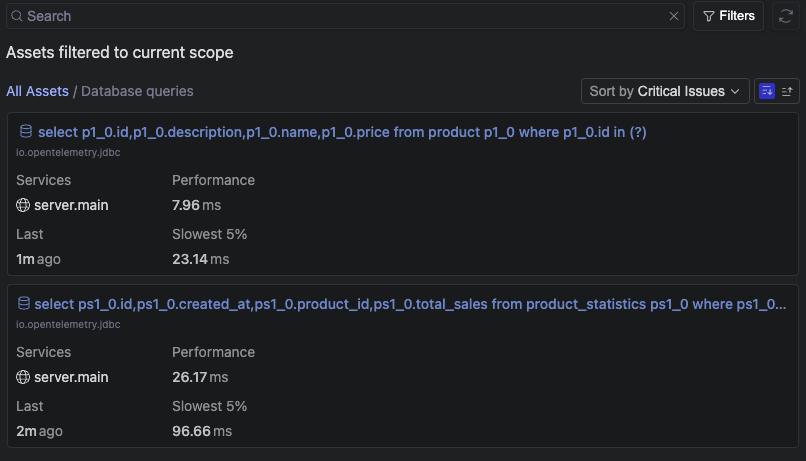 Search
Filters
Assets filtered to current scope
All Assets / Database queries
Sort by Critical Issues
select p1_0.id,p1_0.description,p1_0.name,p1_0.price from product p1_0 where p1_0.id in (?)
io.opentelemetry.jdbc
Services Performance
server.main 7.96 ms
Last Slowest 5%
1m ago 23.14 ms
select ps1_0.id,ps1_0.created_at,ps1_0.product_id,ps1_0.total_sales from product_statistics ps1_0 where ps1_0...
io.opentelemetry.jdbc
Services Performance
server.main 26.17 ms
Last Slowest 5%
2m ago 96.66 ms